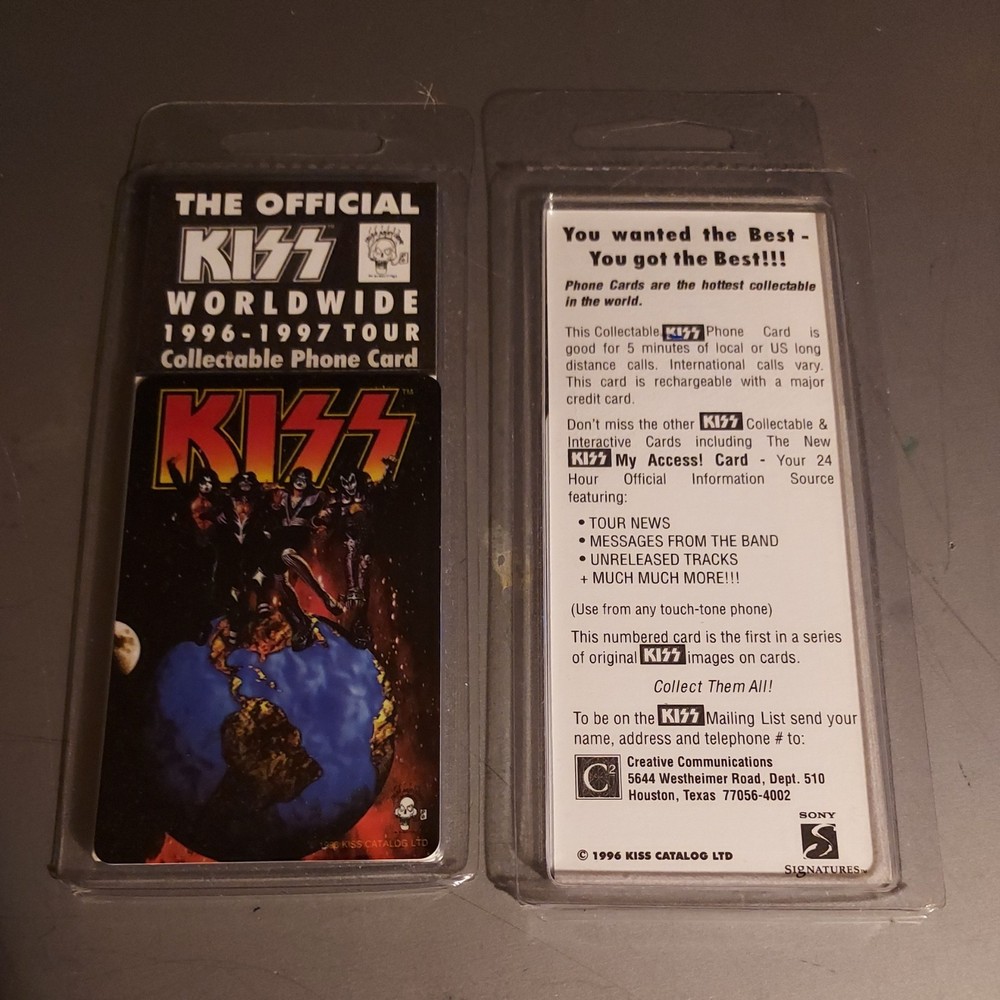 THE OFFICIAL
KISS
WORLDWIDE
1996-1997 TOUR
Collectable Phone Card
KISS™
KISS CATALOG LTD
You wanted the Best -
You got the Best!!!
Phone Cards are the hottest collectable
in the world.
This Collectable KISS Phone Card is
good for 5 minutes of local or US long
distance calls. International calls vary.
This card is rechargeable with a major
credit card.
Don't miss the other KISS Collectable &
Interactive Cards including The New
KISS My Access! Card - Your 24
Hour Official Information Source
featuring:
• TOUR NEWS
• MESSAGES FROM THE BAND
• UNRELEASED TRACKS
+ MUCH MUCH MORE!!!
(Use from any touch-tone phone)
This numbered card is the first in a series
of original KISS images on cards.
Collect Them All!
To be on the KISS Mailing List send your
name, address and telephone # to:
C2
Creative Communications
5644 Westheimer Road, Dept. 510
Houston, Texas 77056-4002
SONY
S
SIGNATURES
© 1996 KISS CATALOG LTD